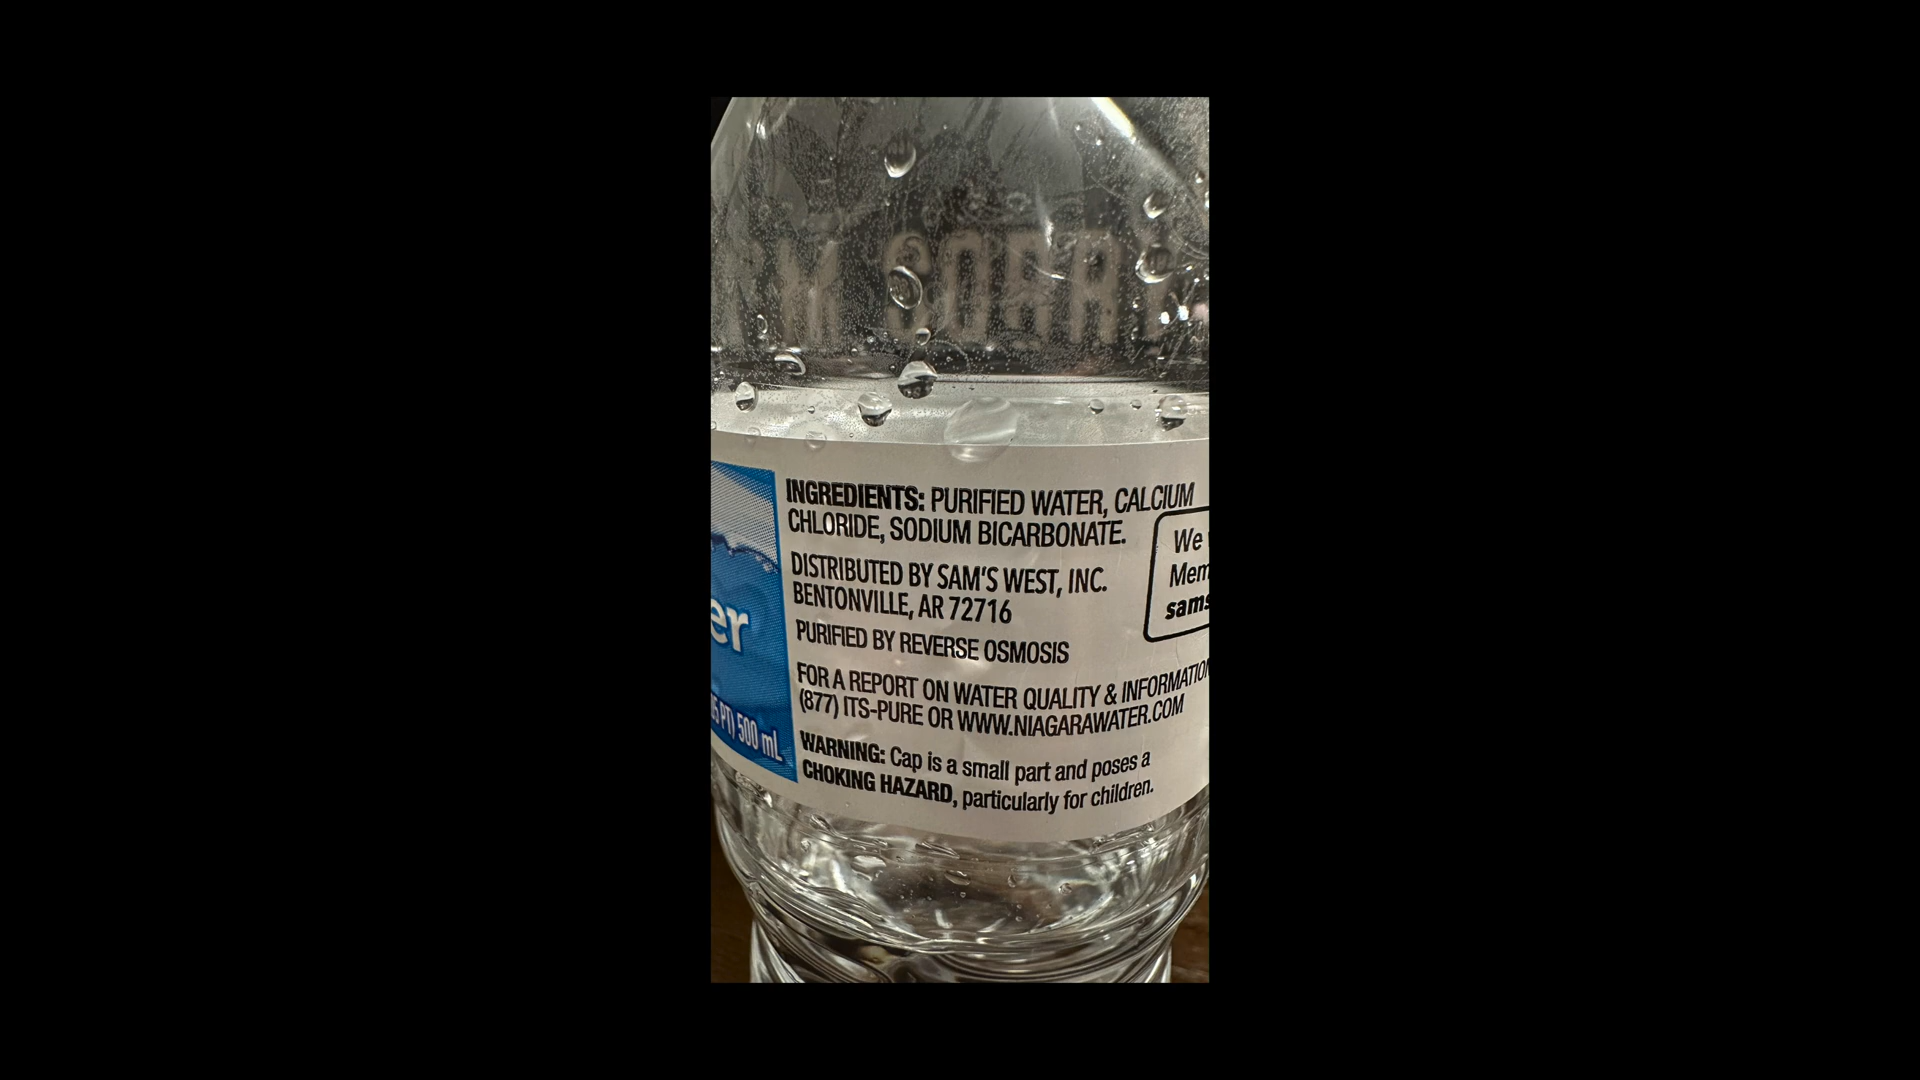 INGREDIENTS: PURIFIED WATER, CALCIUM
CHLORIDE, SODIUM BICARBONATE.
DISTRIBUTED BY SAM'S WEST, INC.
BENTONVILLE, AR 72716
PURIFIED BY REVERSE OSMOSIS
FOR A REPORT ON WATER QUALITY & INFORMATION
(877) ITS-PURE OR WWW.NIAGARAWATER.COM
WARNING: Cap is a small part and poses a
CHOKING HAZARD, particularly for children.
er
PT) 500 mL
We
Mem
sams